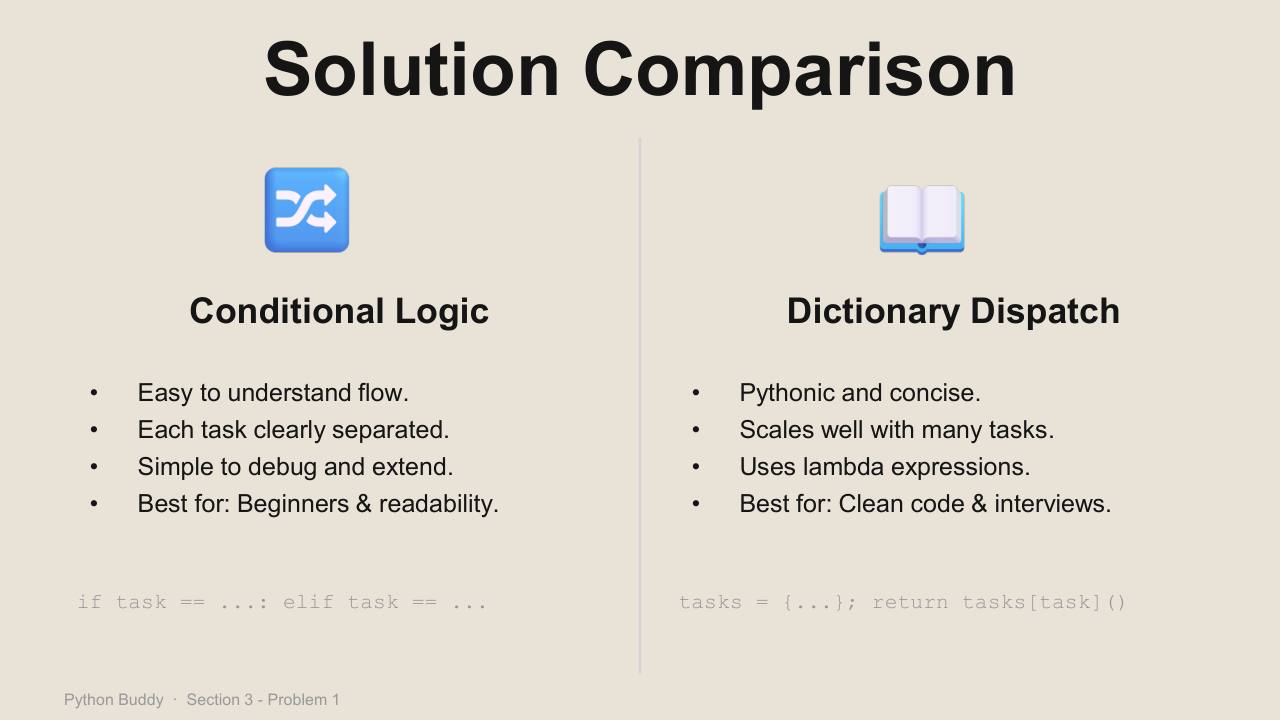 Solution Comparison
Conditional Logic
• Easy to understand flow.
• Each task clearly separated.
• Simple to debug and extend.
• Best for: Beginners & readability.
if task == ...: elif task == ...
Dictionary Dispatch
• Pythonic and concise.
• Scales well with many tasks.
• Uses lambda expressions.
• Best for: Clean code & interviews.
tasks = {...}; return tasks[task]()
Python Buddy · Section 3 - Problem 1